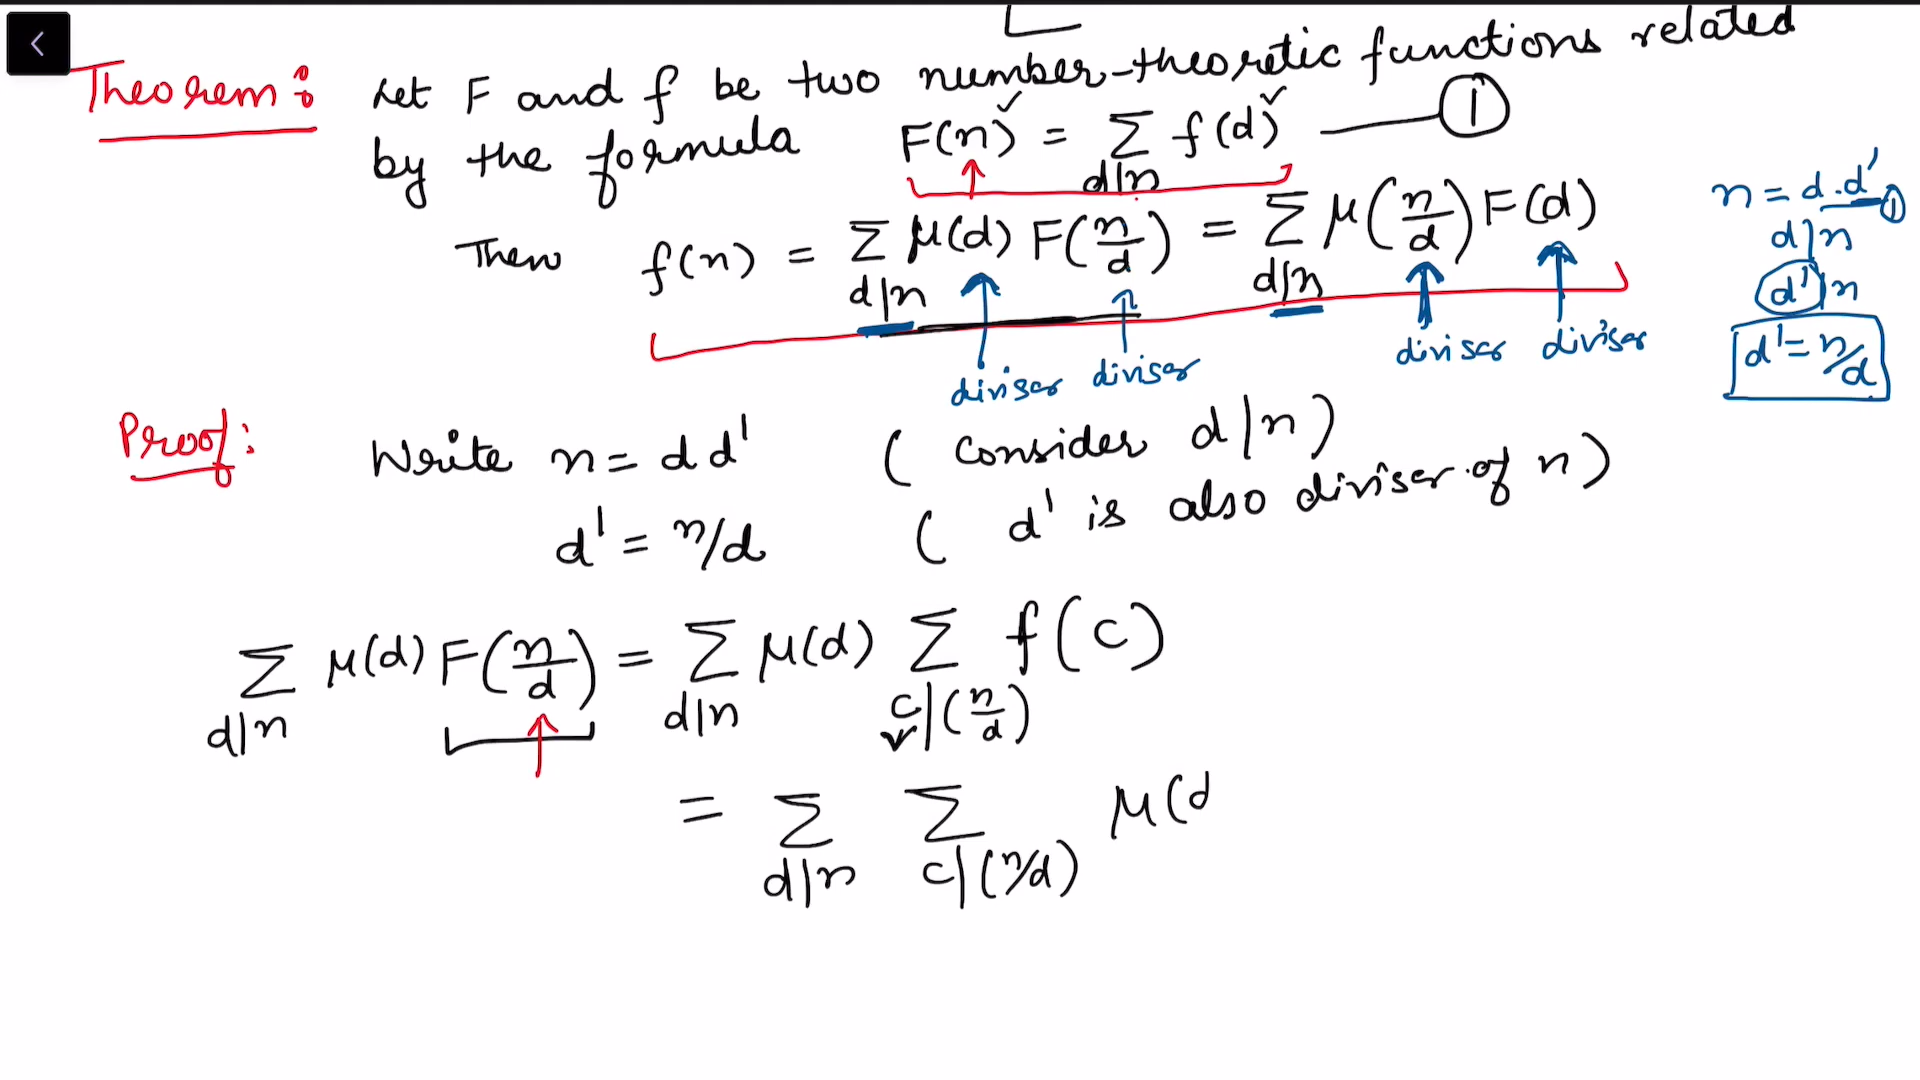 Theorem: Let F and f be two number-theoretic functions related
by the formula F(n) = Σ_{d|n} f(d) — ①
Then f(n) = Σ_{d|n} μ(d) F(n/d) = Σ_{d|n} μ(n/d) F(d)
divisor divisor divisor divisor
n = d.d' ①
d|n
d'|n
d' = n/d
Proof: Write n = d d' ( Consider d|n )
d' = n/d ( d' is also divisor of n )
Σ_{d|n} μ(d) F(n/d) = Σ_{d|n} μ(d) Σ_{c|(n/d)} f(c)
= Σ_{d|n} Σ_{c|(n/d)} μ(d